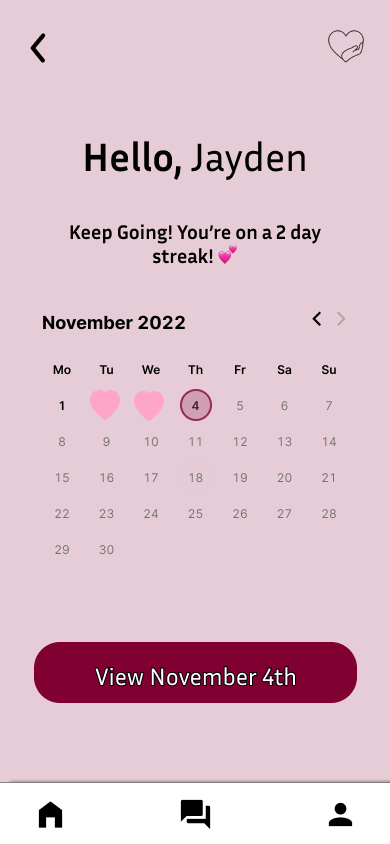 Hello, Jayden
Keep Going! You're on a 2 day
streak! 💕
November 2022
Mo Tu We Th Fr Sa Su
1 4 5 6 7
8 9 10 11 12 13 14
15 16 17 18 19 20 21
22 23 24 25 26 27 28
29 30
View November 4th